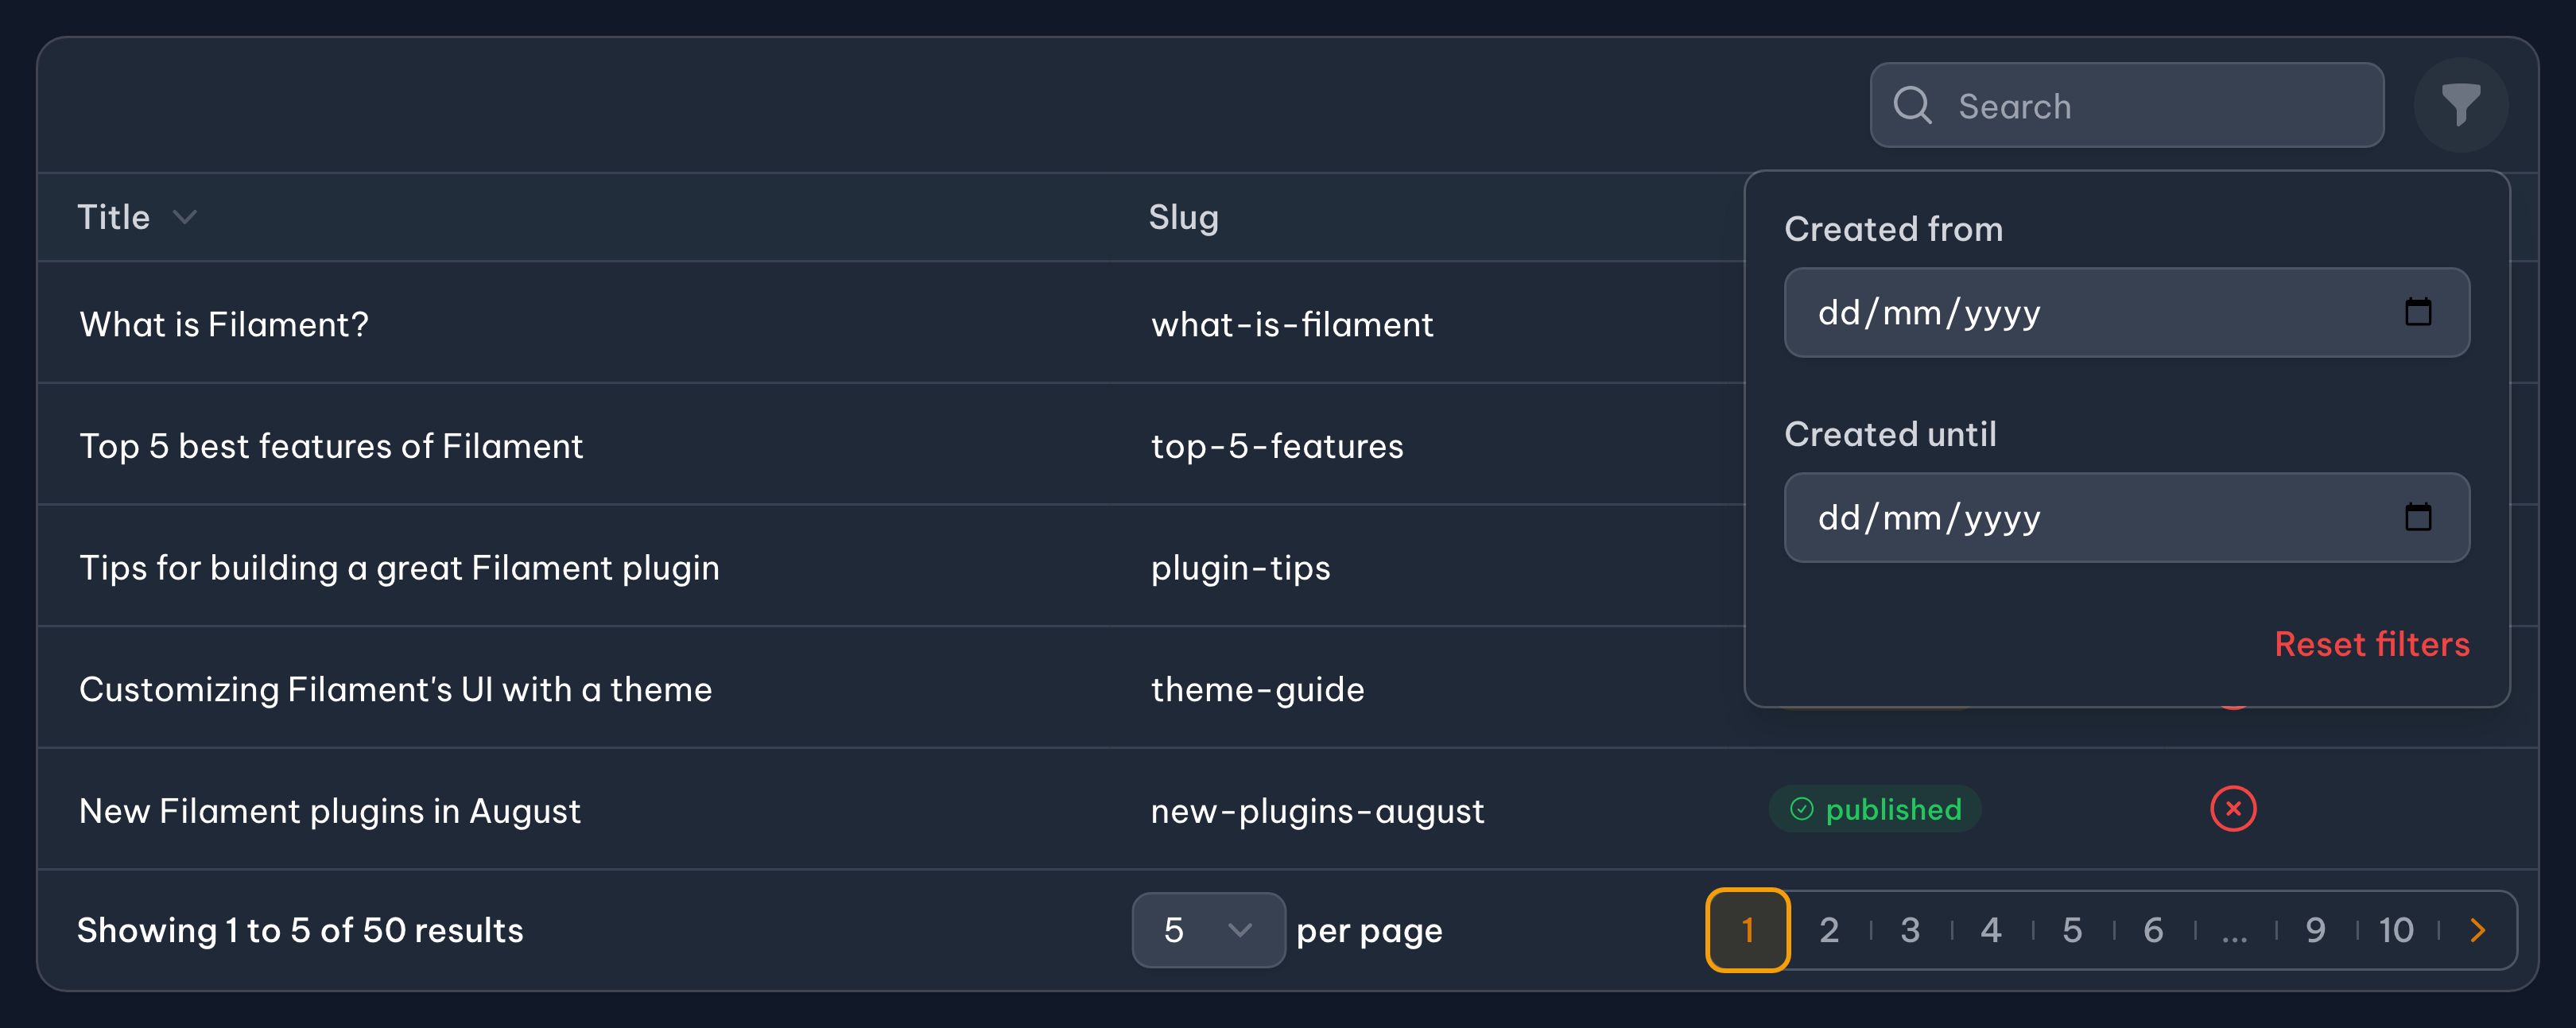 Search
Title Slug
Created from
dd/mm/yyyy
Created until
dd/mm/yyyy
Reset filters
What is Filament? what-is-filament
Top 5 best features of Filament top-5-features
Tips for building a great Filament plugin plugin-tips
Customizing Filament's UI with a theme theme-guide
New Filament plugins in August new-plugins-august published
Showing 1 to 5 of 50 results 5 per page 1 2 3 4 5 6 ... 9 10